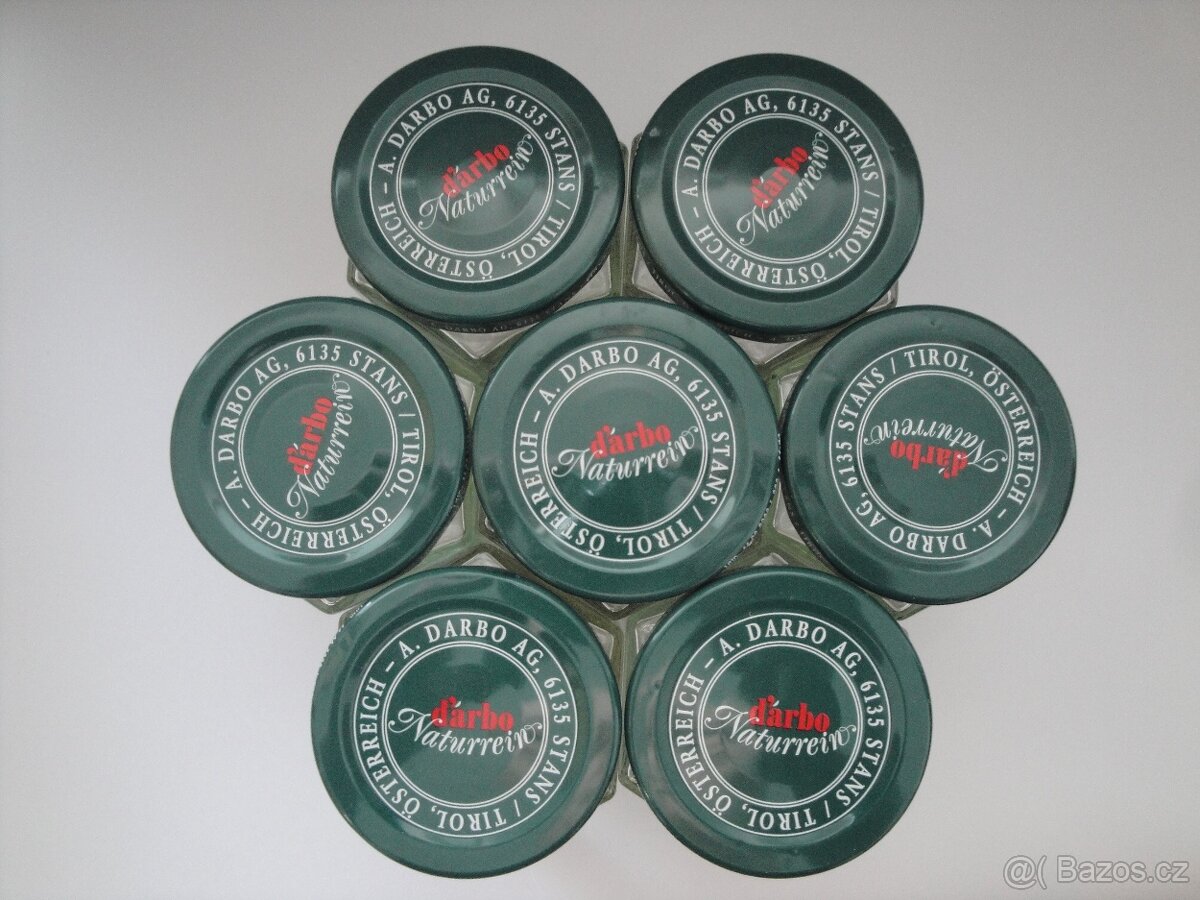 A. DARBO AG, 6135 STANS / TIROL, ÖSTERREICH –
d'arbo
Naturrein
A. DARBO AG, 6135 STANS / TIROL, ÖSTERREICH –
d'arbo
Naturrein
A. DARBO AG, 6135 STANS / TIROL, ÖSTERREICH –
d'arbo
Naturrein
A. DARBO AG, 6135 STANS / TIROL, ÖSTERREICH –
d'arbo
Naturrein
A. DARBO AG, 6135 STANS / TIROL, ÖSTERREICH –
d'arbo
Naturrein
A. DARBO AG, 6135 STANS / TIROL, ÖSTERREICH –
d'arbo
Naturrein
A. DARBO AG, 6135 STANS / TIROL, ÖSTERREICH –
d'arbo
Naturrein
@( Bazos.cz